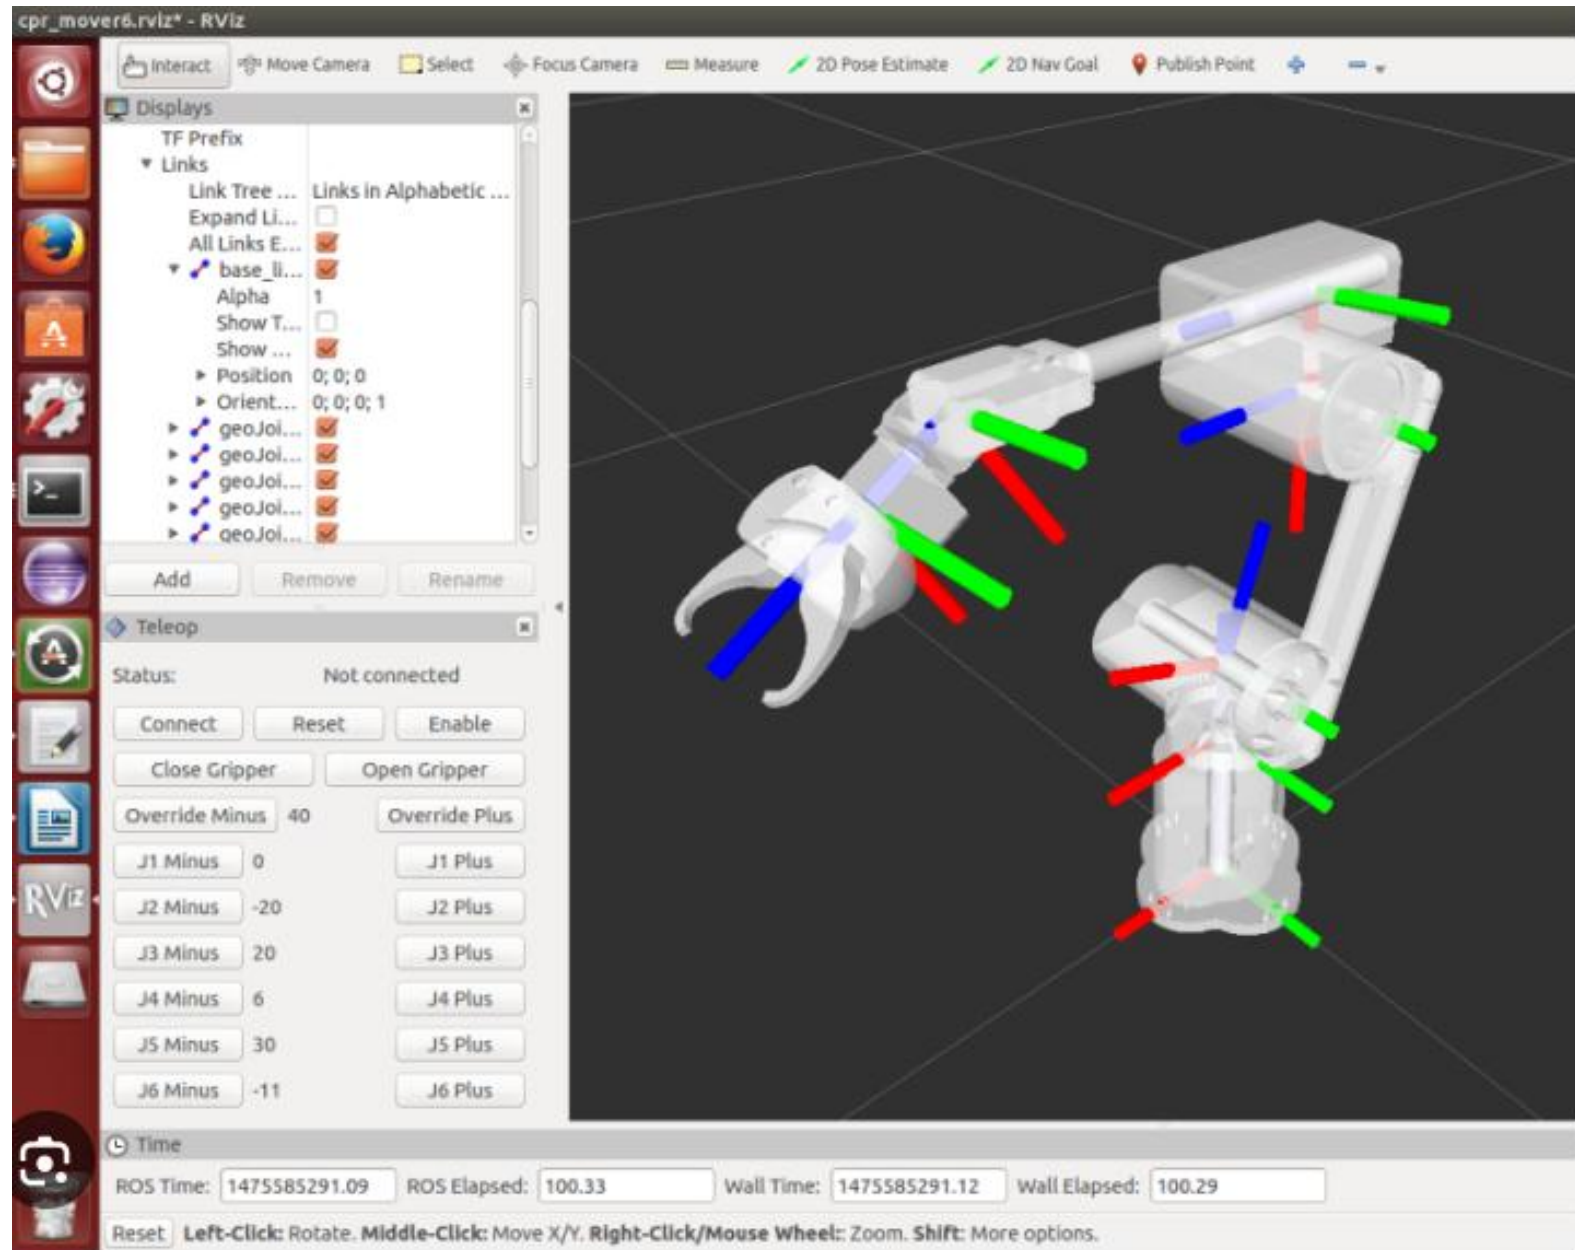 cpr_mover6.rviz* - RViz
Interact Move Camera Select Focus Camera Measure 2D Pose Estimate 2D Nav Goal Publish Point
Displays
TF Prefix
Links
Link Tree ... Links in Alphabetic ...
Expand Li...
All Links E...
base_li...
Alpha 1
Show T...
Show ...
Position 0; 0; 0
Orient... 0; 0; 0; 1
geoJoi...
geoJoi...
geoJoi...
geoJoi...
geoJoi...
Add Remove Rename
Teleop
Status: Not connected
Connect Reset Enable
Close Gripper Open Gripper
Override Minus 40 Override Plus
J1 Minus 0 J1 Plus
J2 Minus -20 J2 Plus
J3 Minus 20 J3 Plus
J4 Minus 6 J4 Plus
J5 Minus 30 J5 Plus
J6 Minus -11 J6 Plus
RViz
Time
ROS Time: 1475585291.09 ROS Elapsed: 100.33 Wall Time: 1475585291.12 Wall Elapsed: 100.29
Reset Left-Click: Rotate. Middle-Click: Move X/Y. Right-Click/Mouse Wheel:: Zoom. Shift: More options.